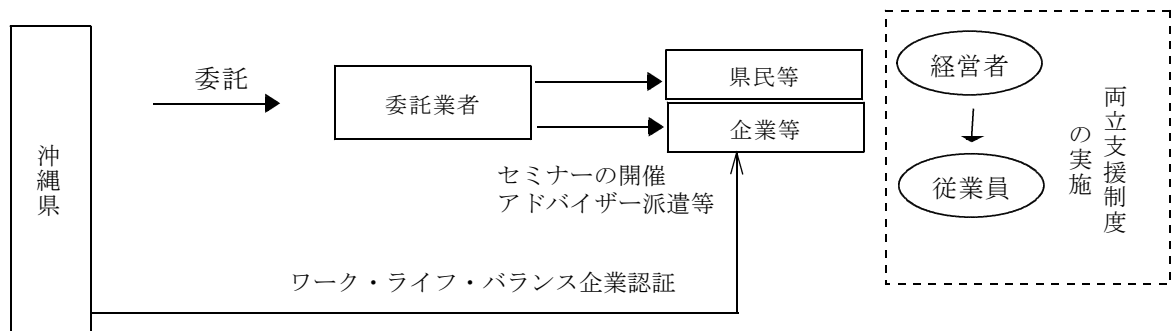 沖縄県
委託
委託業者
県民等
企業等
セミナーの開催
アドバイザー派遣等
ワーク・ライフ・バランス企業認証
経営者
従業員
両立支援制度
の実施